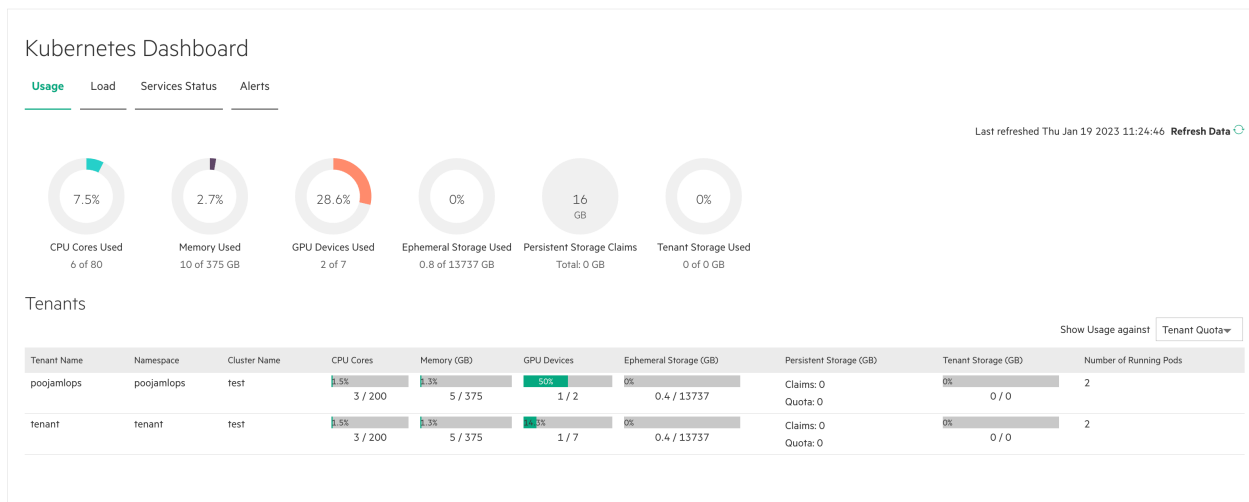 Kubernetes Dashboard
Usage Load Services Status Alerts
Last refreshed Thu Jan 19 2023 11:24:46 Refresh Data
7.5% 2.7% 28.6% 0% 16 GB 0%
CPU Cores Used Memory Used GPU Devices Used Ephemeral Storage Used Persistent Storage Claims Tenant Storage Used
6 of 80 10 of 375 GB 2 of 7 0.8 of 13737 GB Total: 0 GB 0 of 0 GB
Tenants
Show Usage against Tenant Quota
Tenant Name Namespace Cluster Name CPU Cores Memory (GB) GPU Devices Ephemeral Storage (GB) Persistent Storage (GB) Tenant Storage (GB) Number of Running Pods
poojamlops poojamlops test 1.5% 1.3% 50% 0% Claims: 0 0% 2
3 / 200 5 / 375 1 / 2 0.4 / 13737 Quota: 0 0 / 0
tenant tenant test 1.5% 1.3% 14.3% 0% Claims: 0 0% 2
3 / 200 5 / 375 1 / 7 0.4 / 13737 Quota: 0 0 / 0